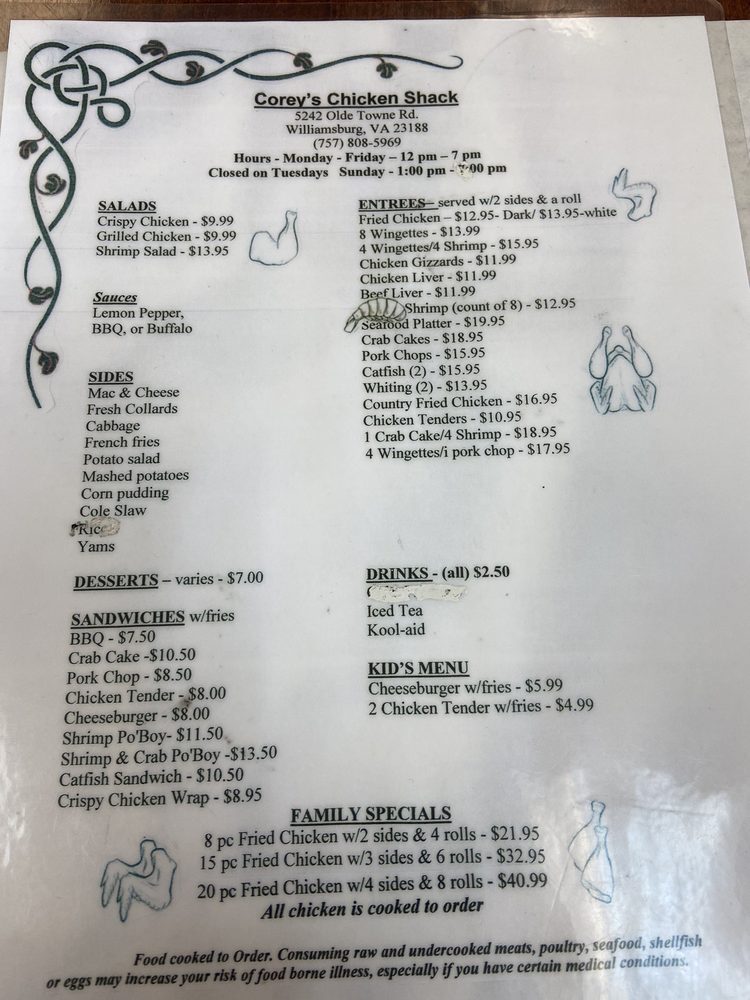 Corey's Chicken Shack
5242 Olde Towne Rd.
Williamsburg, VA 23188
(757) 808-5969
Hours - Monday - Friday – 12 pm – 7 pm
Closed on Tuesdays Sunday - 1:00 pm - :00 pm
SALADS
Crispy Chicken - $9.99
Grilled Chicken - $9.99
Shrimp Salad - $13.95
Sauces
Lemon Pepper,
BBQ, or Buffalo
SIDES
Mac & Cheese
Fresh Collards
Cabbage
French fries
Potato salad
Mashed potatoes
Corn pudding
Cole Slaw
Rice
Yams
DESSERTS – varies - $7.00
SANDWICHES w/fries
BBQ - $7.50
Crab Cake -$10.50
Pork Chop - $8.50
Chicken Tender - $8.00
Cheeseburger - $8.00
Shrimp Po'Boy- $11.50
Shrimp & Crab Po'Boy -$13.50
Catfish Sandwich - $10.50
Crispy Chicken Wrap - $8.95
ENTREES– served w/2 sides & a roll
Fried Chicken – $12.95- Dark/ $13.95-white
8 Wingettes - $13.99
4 Wingettes/4 Shrimp - $15.95
Chicken Gizzards - $11.99
Chicken Liver - $11.99
Beef Liver - $11.99
Shrimp (count of 8) - $12.95
Seafood Platter - $19.95
Crab Cakes - $18.95
Pork Chops - $15.95
Catfish (2) - $15.95
Whiting (2) - $13.95
Country Fried Chicken - $16.95
Chicken Tenders - $10.95
1 Crab Cake/4 Shrimp - $18.95
4 Wingettes/i pork chop - $17.95
DRINKS - (all) $2.50
Iced Tea
Kool-aid
KID'S MENU
Cheeseburger w/fries - $5.99
2 Chicken Tender w/fries - $4.99
FAMILY SPECIALS
8 pc Fried Chicken w/2 sides & 4 rolls - $21.95
15 pc Fried Chicken w/3 sides & 6 rolls - $32.95
20 pc Fried Chicken w/4 sides & 8 rolls - $40.99
All chicken is cooked to order
Food cooked to Order. Consuming raw and undercooked meats, poultry, seafood, shellfish
or eggs may increase your risk of food borne illness, especially if you have certain medical conditions.